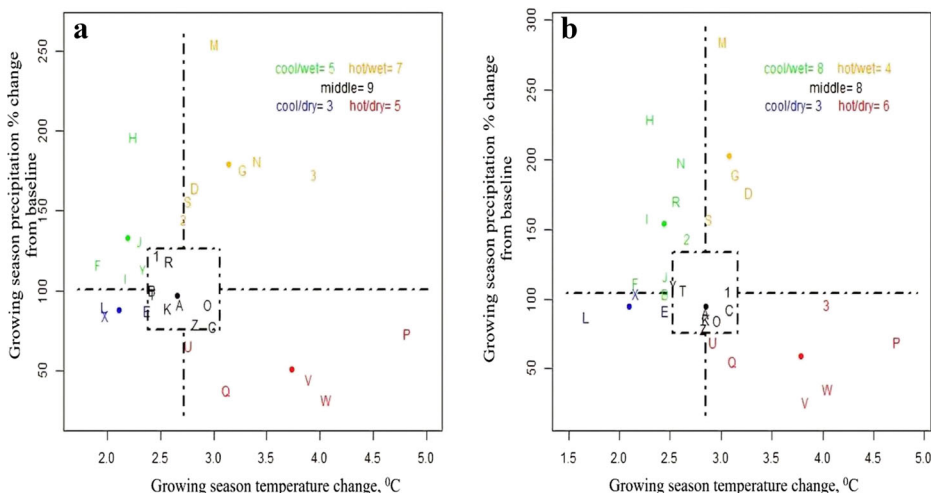 a
Growing season precipitation % change
from baseline
250
200
150
100
50
cool/wet= 5 hot/wet= 7
middle= 9
cool/dry= 3 hot/dry= 5
M
H
N
G
3
D
S
2
J
F
Y
I
1
R
B
T
K
A
O
L
X
E
Z
C
U
P
V
Q
W
2.0 2.5 3.0 3.5 4.0 4.5 5.0
Growing season temperature change, ⁰C
b
Growing season precipitation % change
from baseline
300
250
200
150
100
50
cool/wet= 8 hot/wet= 4
middle= 8
cool/dry= 3 hot/dry= 6
M
H
N
G
D
R
I
S
2
J
F
B
X
Y
T
1
E
A
K
Z
O
C
L
3
U
P
Q
W
V
1.5 2.0 2.5 3.0 3.5 4.0 4.5 5.0
Growing season temperature change, ⁰C